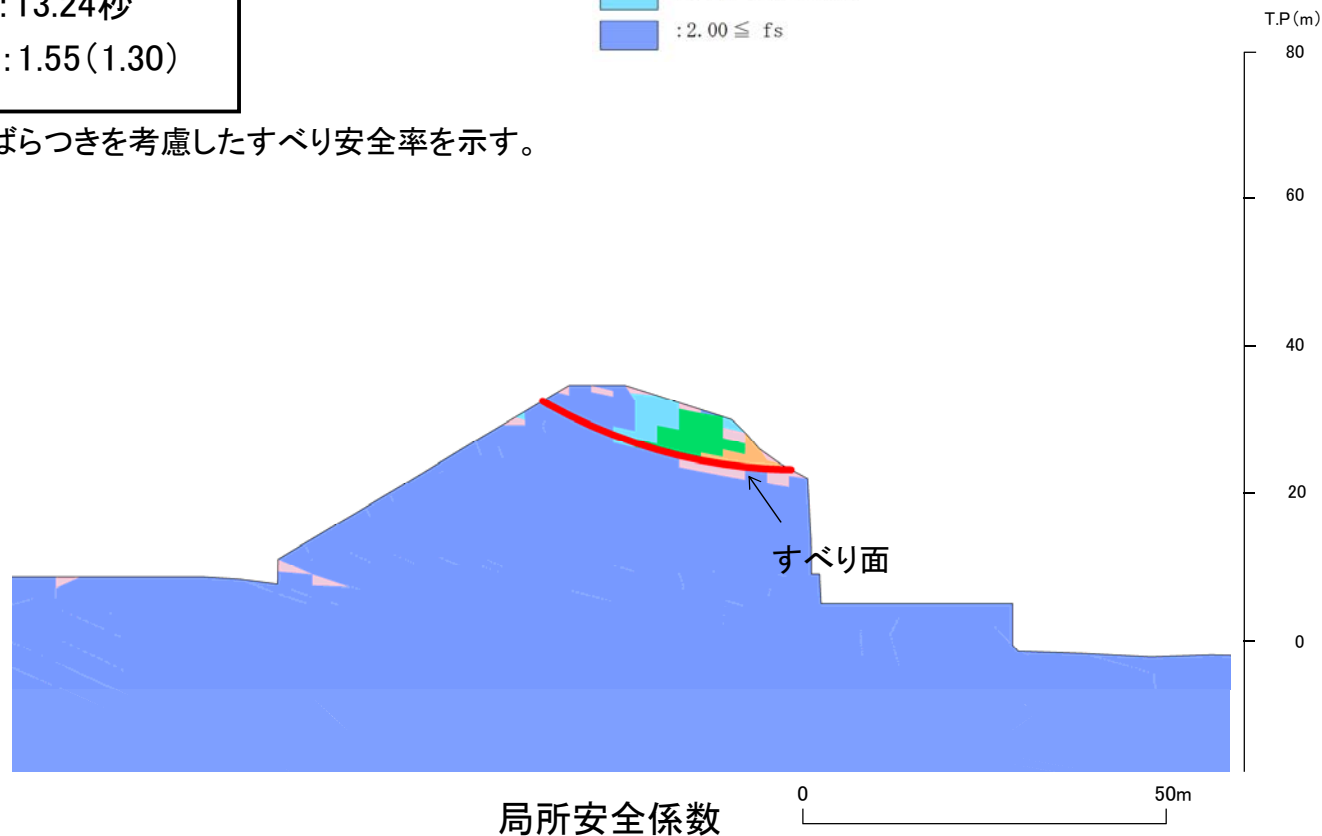 :13.24秒
:1.55(1.30)
ばらつきを考慮したすべり安全率を示す。
:2.00≦ fs
T.P(m)
80
60
40
20
0
すべり面
局所安全係数
0
50m